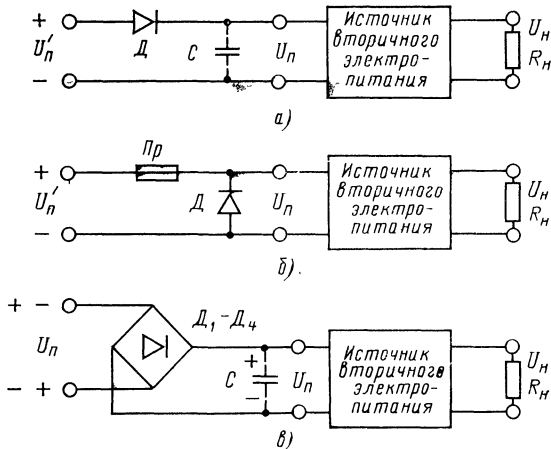 + Д C Uп Источник вторичного электро- питания Uн Rн
U'п
−
а)
+ Пр Д Uп Источник вторичного электро- питания Uн Rн
U'п
−
б).
+ − Д1–Д4 + C − Uп Источник вторичного электро- питания Uн Rн
Uп
− +
в)